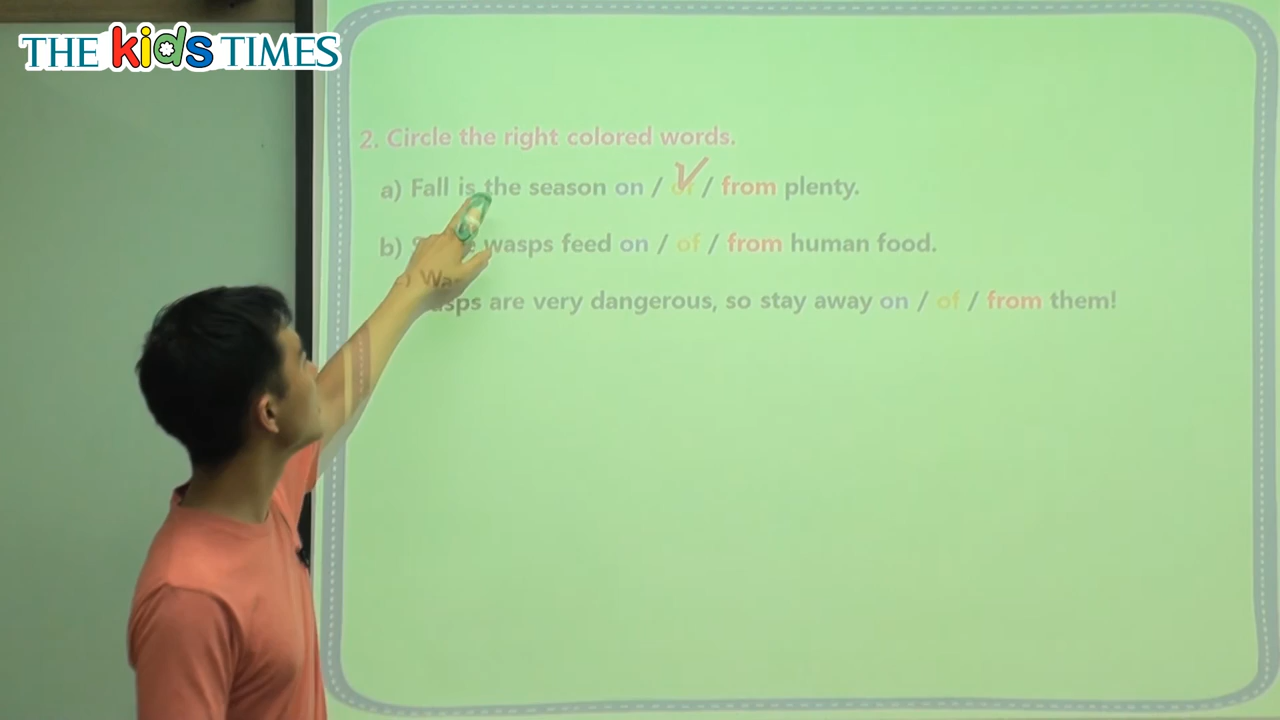 THE kids TIMES
2. Circle the right colored words.
a) Fall is the season on / of / from plenty.
b) wasps feed on / of / from human food.
c) Wasps are very dangerous, so stay away on / of / from them!